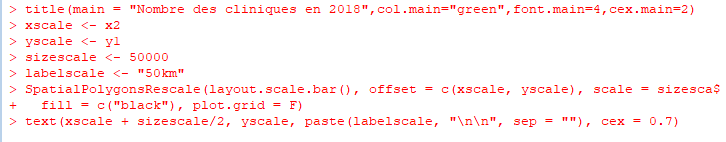 > title(main = "Nombre des cliniques en 2018",col.main="green",font.main=4,cex.main=2)
> xscale <- x2
> yscale <- y1
> sizescale <- 50000
> labelscale <- "50km"
> SpatialPolygonsRescale(layout.scale.bar(), offset = c(xscale, yscale), scale = sizesca$
+   fill = c("black"), plot.grid = F)
> text(xscale + sizescale/2, yscale, paste(labelscale, "\n\n", sep = ""), cex = 0.7)